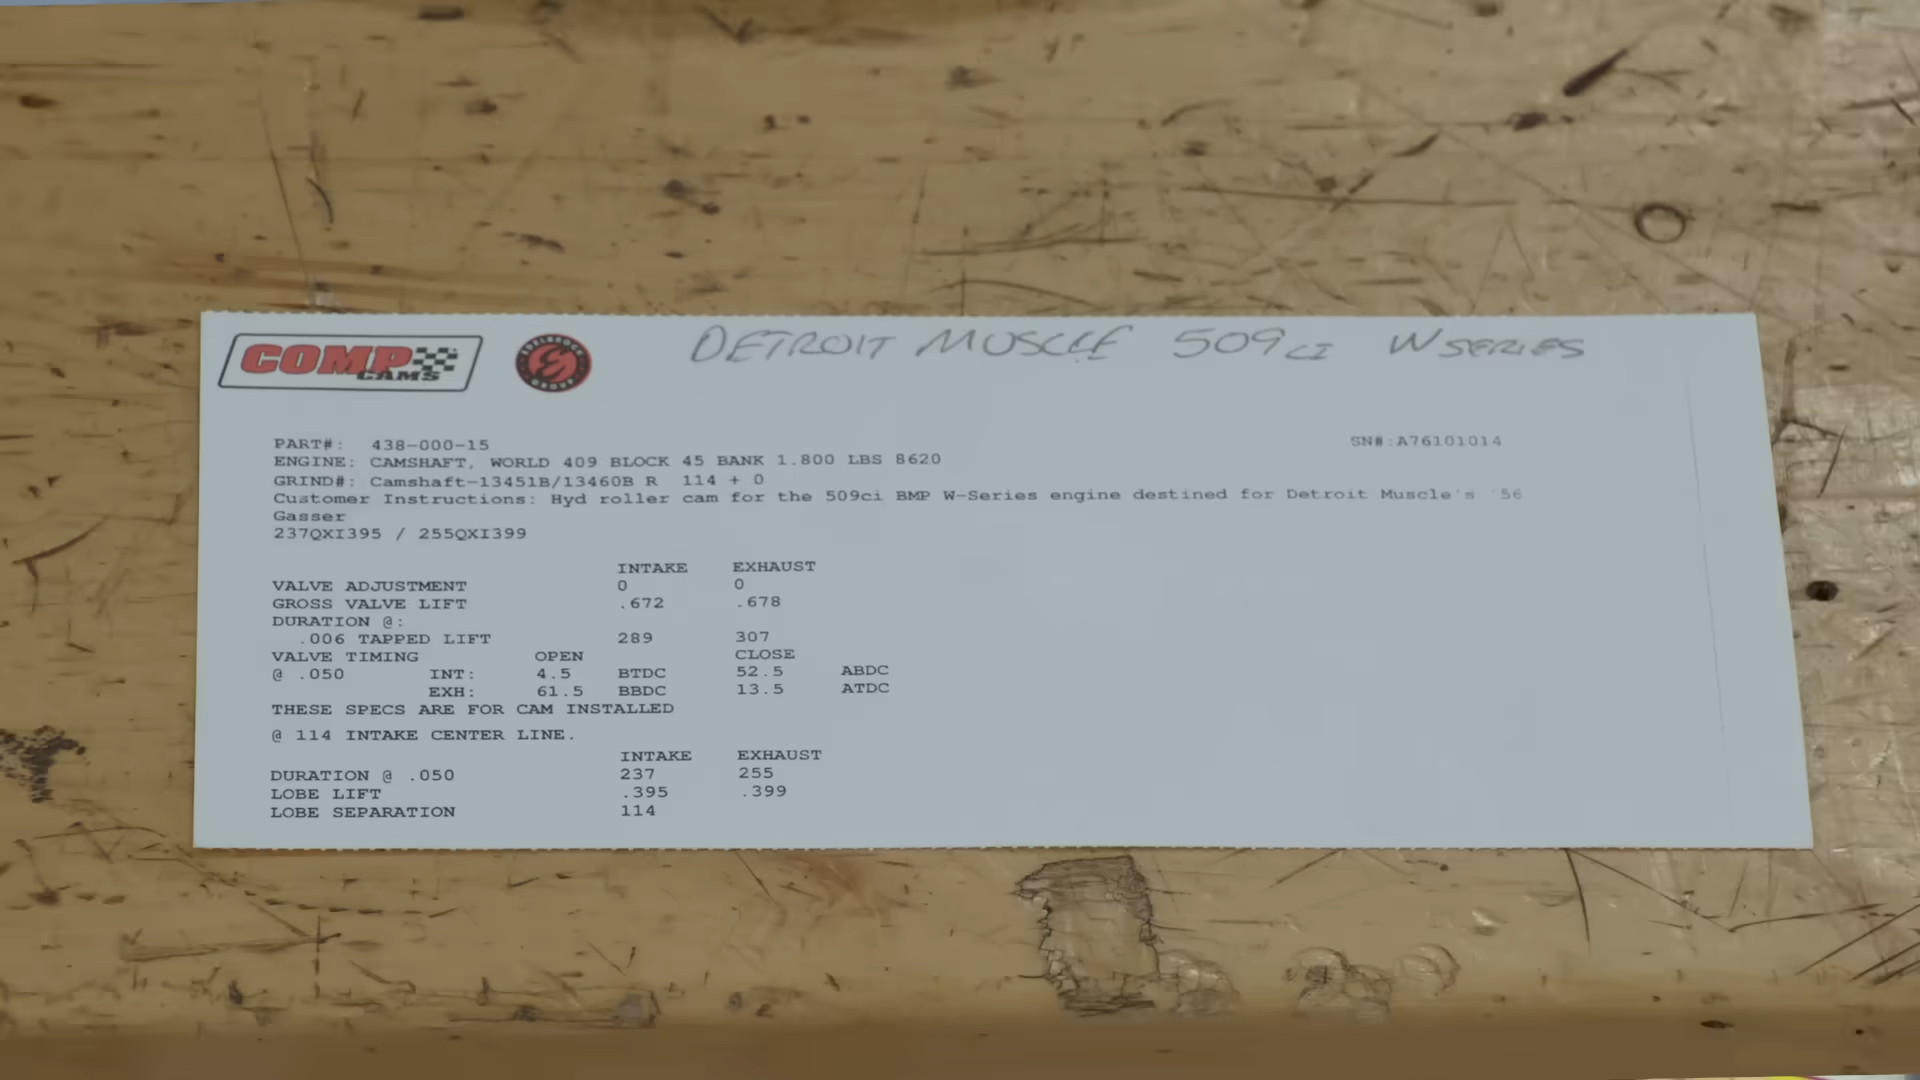 COMP CAMS
EDELBROCK GROUP
DETROIT MUSCLE 509 CI W SERIES
PART#: 438-000-15 SN#:A76101014
ENGINE: CAMSHAFT, WORLD 409 BLOCK 45 BANK 1.800 LBS 8620
GRIND#: Camshaft-13451B/13460B R 114 + 0
Customer Instructions: Hyd roller cam for the 509ci BMP W-Series engine destined for Detroit Muscle's '56
Gasser
237QXI395 / 255QXI399
INTAKE EXHAUST
VALVE ADJUSTMENT 0 0
GROSS VALVE LIFT .672 .678
DURATION @:
.006 TAPPED LIFT 289 307
VALVE TIMING OPEN CLOSE
@ .050 INT: 4.5 BTDC 52.5 ABDC
EXH: 61.5 BBDC 13.5 ATDC
THESE SPECS ARE FOR CAM INSTALLED
@ 114 INTAKE CENTER LINE.
INTAKE EXHAUST
DURATION @ .050 237 255
LOBE LIFT .395 .399
LOBE SEPARATION 114